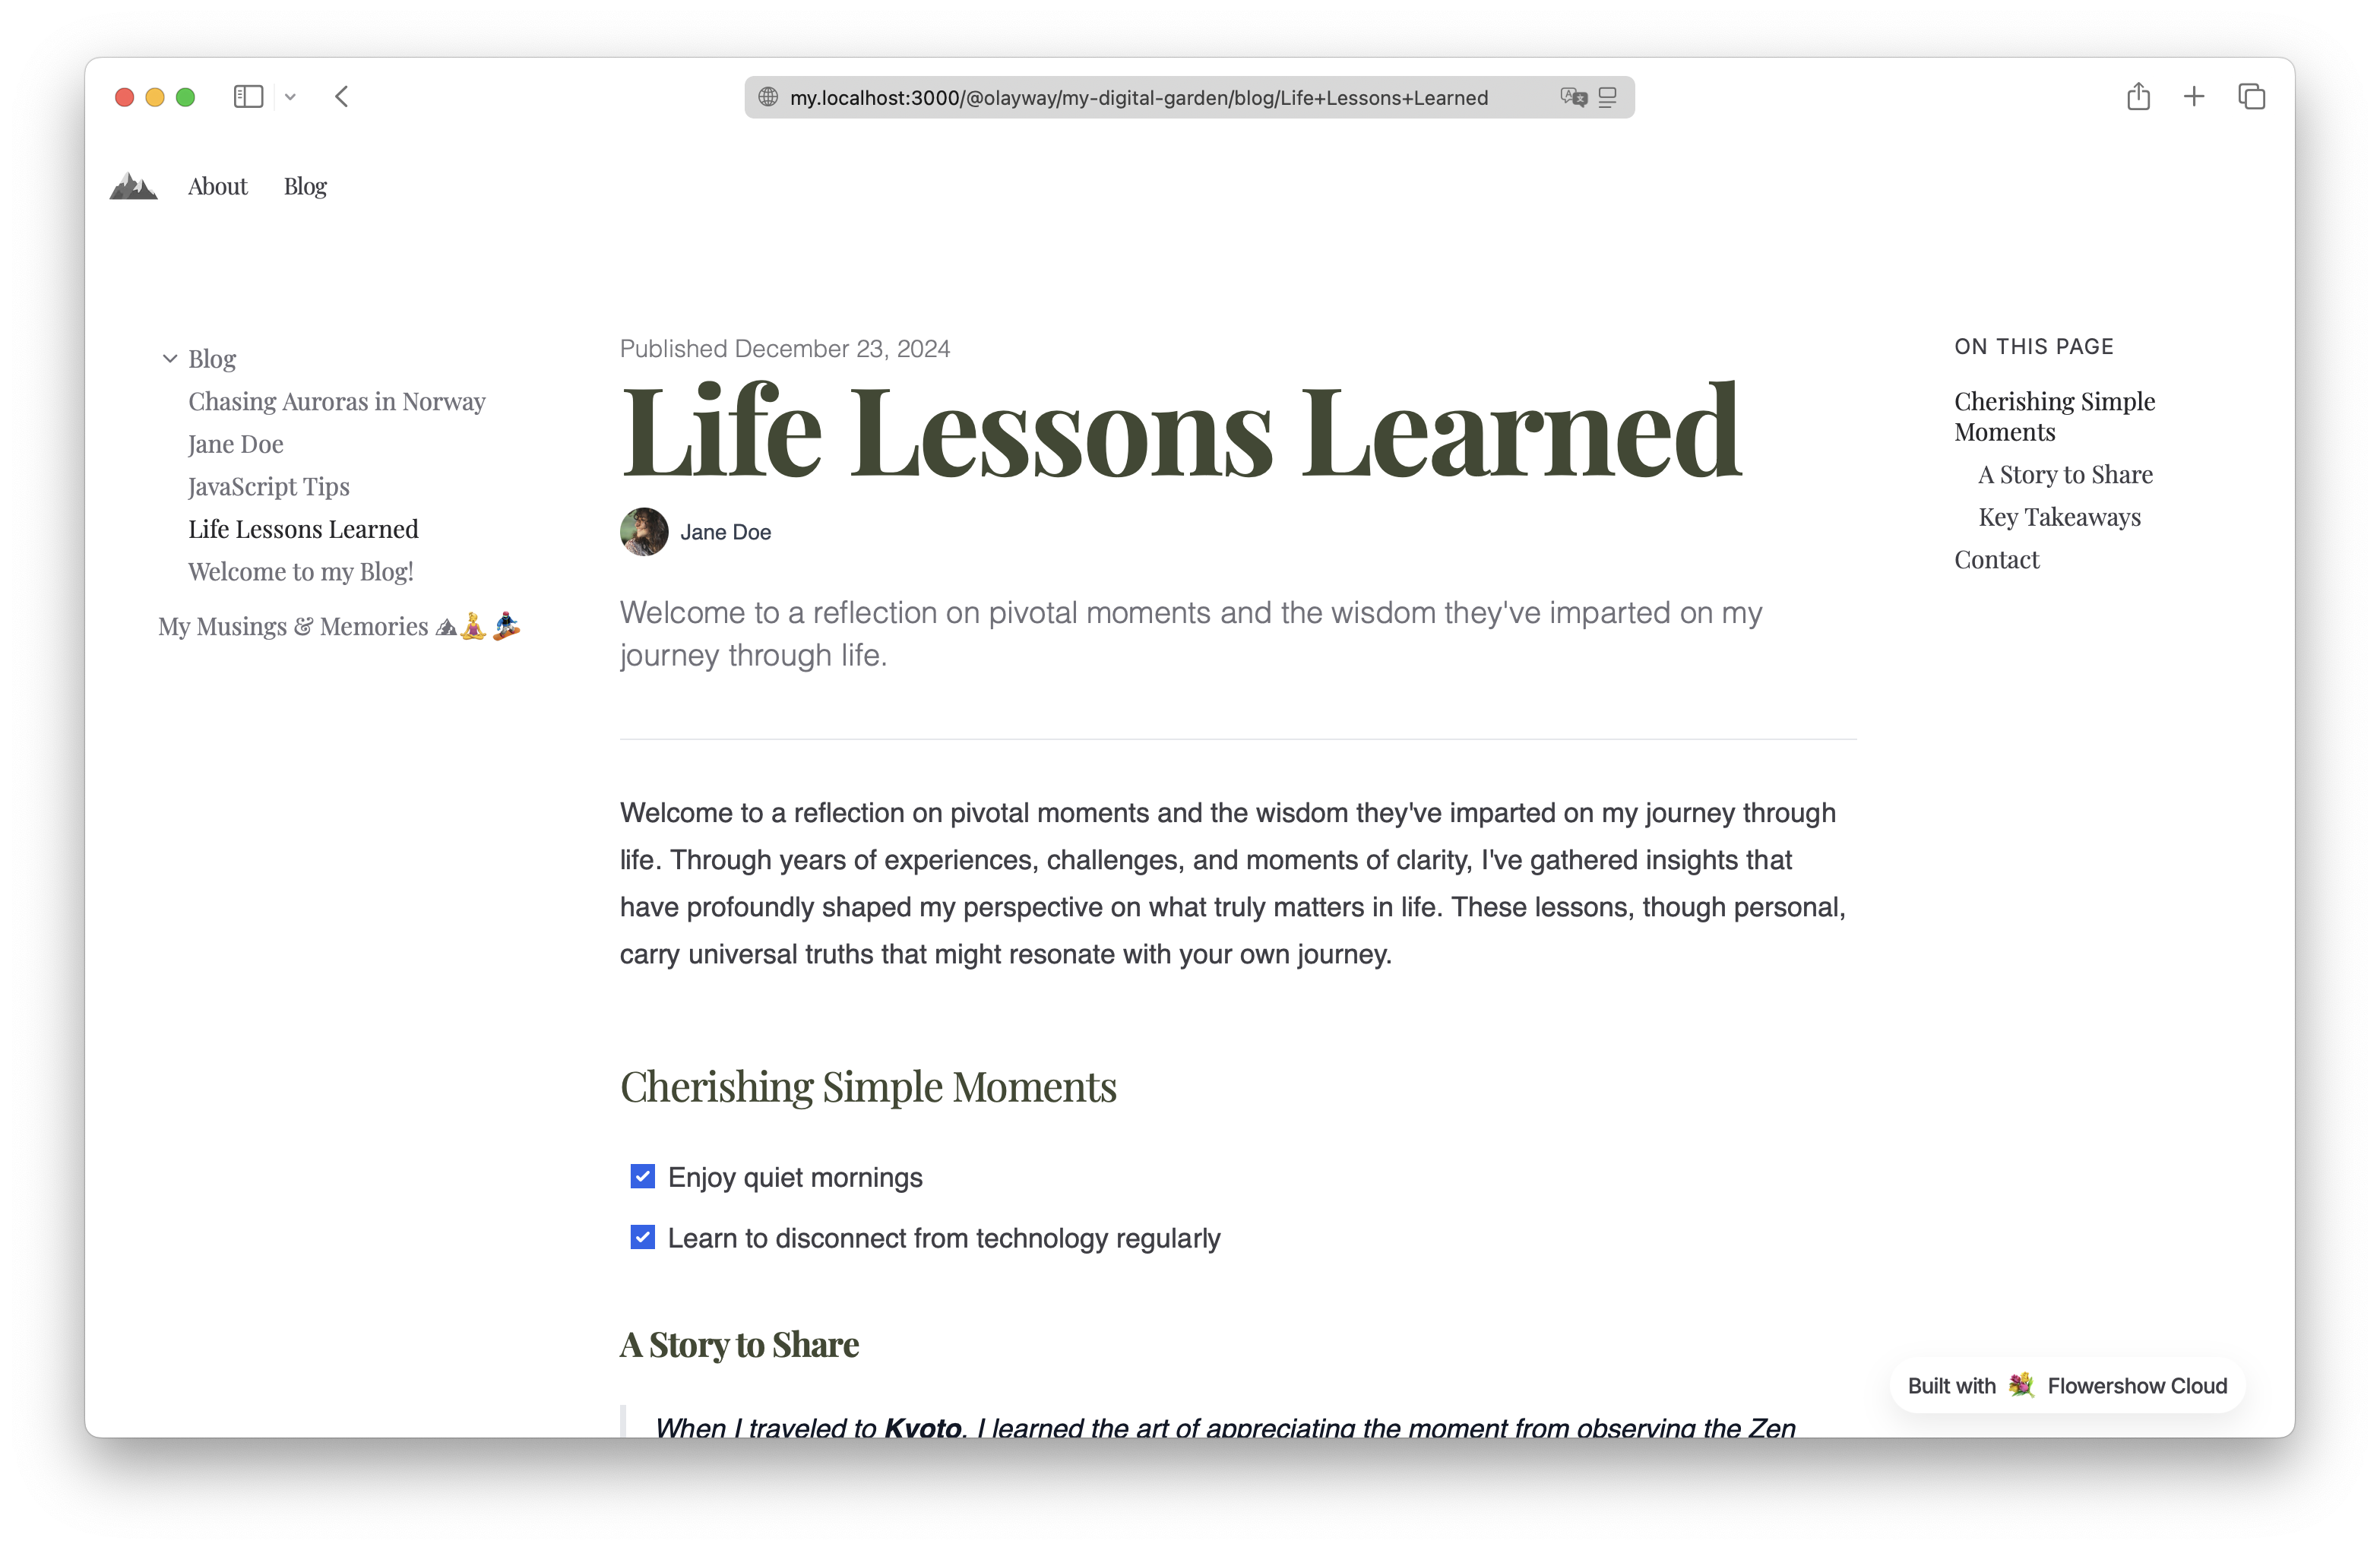 my.localhost:3000/@olayway/my-digital-garden/blog/Life+Lessons+Learned
About
Blog
Blog
Chasing Auroras in Norway
Jane Doe
JavaScript Tips
Life Lessons Learned
Welcome to my Blog!
My Musings & Memories 🏔🧘‍♀️🏂
Published December 23, 2024
Life Lessons Learned
Jane Doe
Welcome to a reflection on pivotal moments and the wisdom they've imparted on my
journey through life.
Welcome to a reflection on pivotal moments and the wisdom they've imparted on my journey through
life. Through years of experiences, challenges, and moments of clarity, I've gathered insights that
have profoundly shaped my perspective on what truly matters in life. These lessons, though personal,
carry universal truths that might resonate with your own journey.
Cherishing Simple Moments
Enjoy quiet mornings
Learn to disconnect from technology regularly
A Story to Share
When I traveled to Kyoto, I learned the art of appreciating the moment from observing the Zen
ON THIS PAGE
Cherishing Simple
Moments
A Story to Share
Key Takeaways
Contact
Built with 💐 Flowershow Cloud